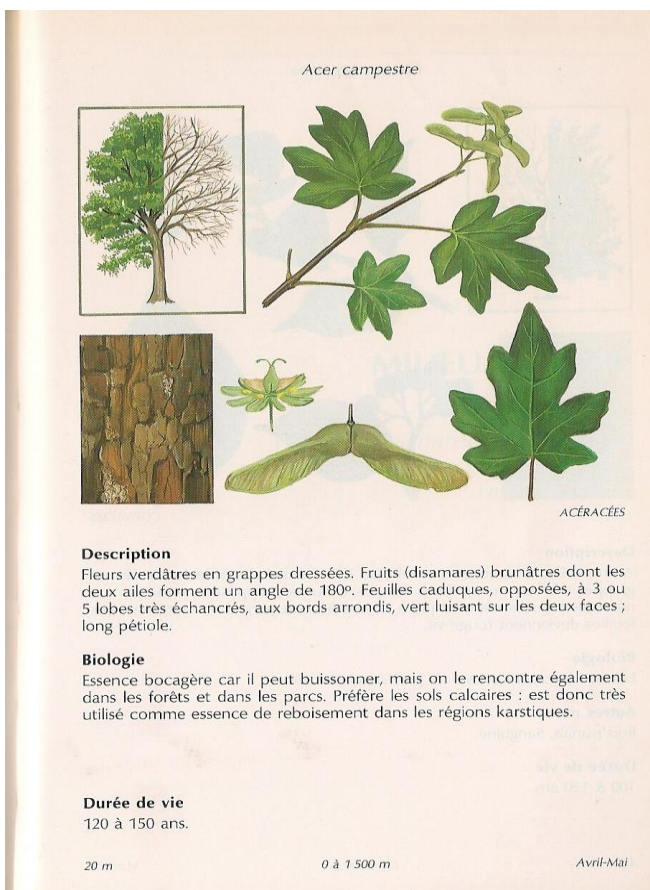 Acer campestre
ACÉRACÉES
Description
Fleurs verdâtres en grappes dressées. Fruits (disamares) brunâtres dont les
deux ailes forment un angle de 180º. Feuilles caduques, opposées, à 3 ou
5 lobes très échancrés, aux bords arrondis, vert luisant sur les deux faces ;
long pétiole.
Biologie
Essence bocagère car il peut buissonner, mais on le rencontre également
dans les forêts et dans les parcs. Préfère les sols calcaires : est donc très
utilisé comme essence de reboisement dans les régions karstiques.
Durée de vie
120 à 150 ans.
20 m 0 à 1 500 m Avril-Mai